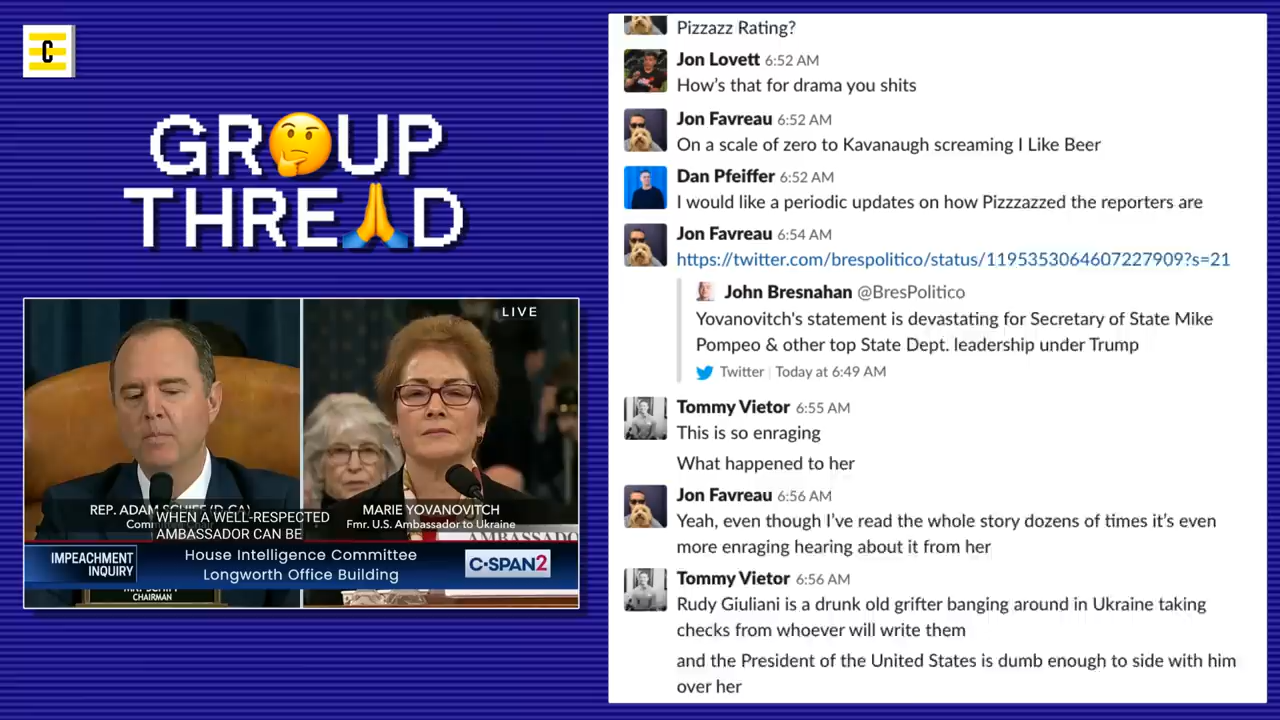 C
GR🤔UP
THRE🙏D
LIVE
REP. ADAM SCHIFF (D-CA)
MARIE YOVANOVITCH
Fmr. U.S. Ambassador to Ukraine
WHEN A WELL-RESPECTED
AMBASSADOR CAN BE
IMPEACHMENT
INQUIRY
House Intelligence Committee
Longworth Office Building
C-SPAN2
MR. SCHIFF
CHAIRMAN
Pizzazz Rating?
Jon Lovett 6:52 AM
How's that for drama you shits
Jon Favreau 6:52 AM
On a scale of zero to Kavanaugh screaming I Like Beer
Dan Pfeiffer 6:52 AM
I would like a periodic updates on how Pizzzazzed the reporters are
Jon Favreau 6:54 AM
https://twitter.com/brespolitico/status/1195353064607227909?s=21
John Bresnahan @BresPolitico
Yovanovitch's statement is devastating for Secretary of State Mike
Pompeo & other top State Dept. leadership under Trump
Twitter | Today at 6:49 AM
Tommy Vietor 6:55 AM
This is so enraging
What happened to her
Jon Favreau 6:56 AM
Yeah, even though I've read the whole story dozens of times it's even
more enraging hearing about it from her
Tommy Vietor 6:56 AM
Rudy Giuliani is a drunk old grifter banging around in Ukraine taking
checks from whoever will write them
and the President of the United States is dumb enough to side with him
over her